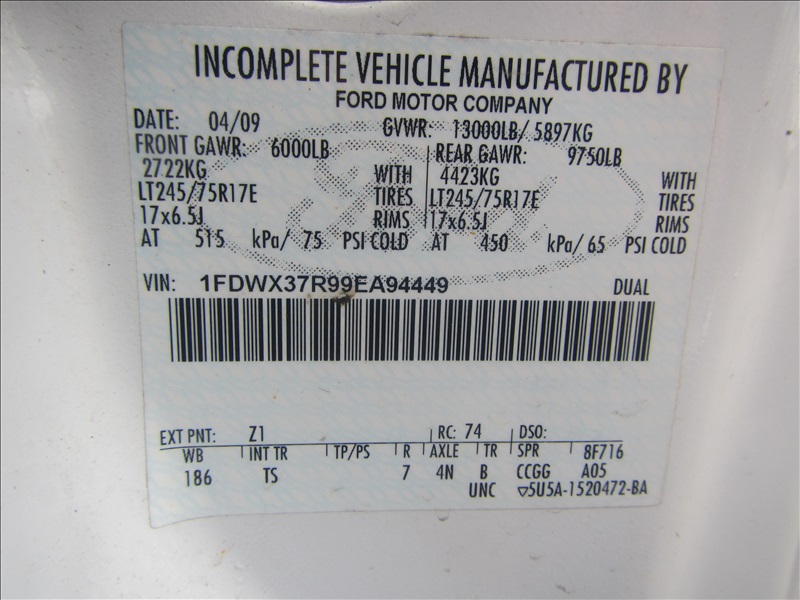 INCOMPLETE VEHICLE MANUFACTURED BY
FORD MOTOR COMPANY
DATE: 04/09 GVWR: 13000LB/ 5897KG
FRONT GAWR: 6000LB REAR GAWR: 9750LB
2722KG WITH 4423KG WITH
LT245/75R17E TIRES LT245/75R17E TIRES
17x6.5J RIMS 17x6.5J RIMS
AT 515 kPa/ 75 PSI COLD AT 450 kPa/ 65 PSI COLD
VIN: 1FDWX37R99EA94449 DUAL
EXT PNT: Z1 RC: 74 DSO:
WB INT TR TP/PS R AXLE TR SPR 8F716
186 TS 7 4N B CCGG A05
UNC ▽5U5A-1520472-BA